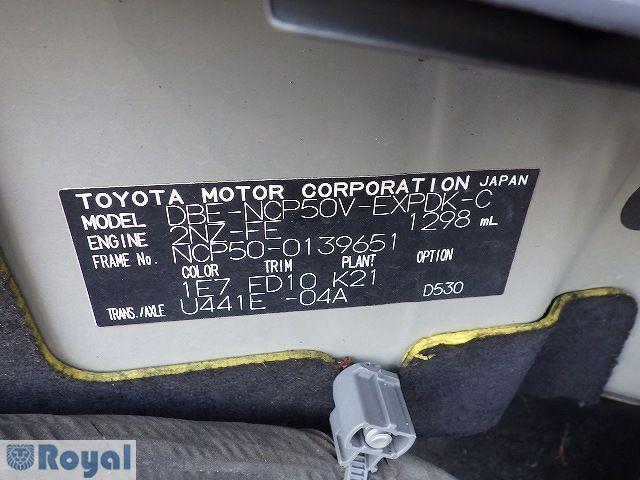 TOYOTA MOTOR CORPORATION JAPAN
MODEL DBE-NCP50V-EXPDK-C
ENGINE 2NZ-FE 1298 mL
FRAME No. NCP50-0139651
COLOR TRIM PLANT OPTION
1E7 FD10 K21
TRANS./AXLE U441E -04A D530
Royal